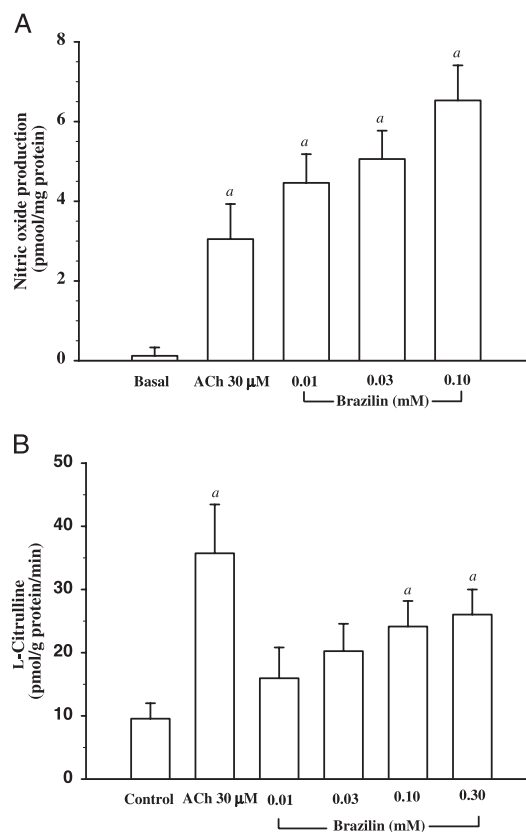 A
Nitric oxide production
(pmool/mg protein)
8
6
4
2
0
a
a
a
a
Basal
ACh 30 μM
0.01
0.03
0.10
Brazilin (mM)
B
L-Citrulline
(pmol/g protein/min)
50
40
30
20
10
0
a
a
a
Control
ACh 30 μM
0.01
0.03
0.10
0.30
Brazilin (mM)